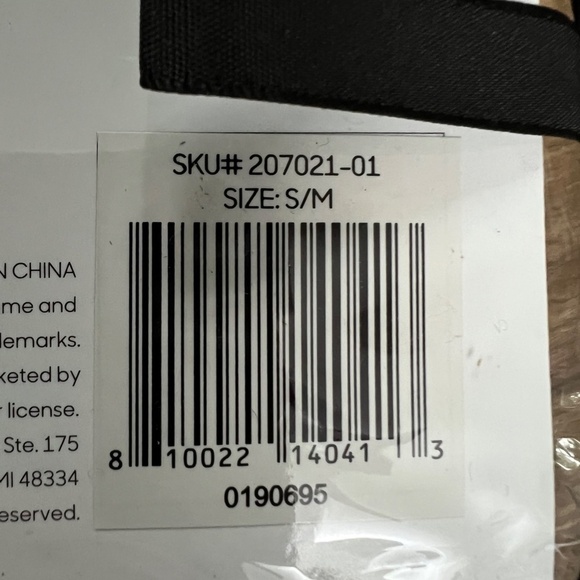 SKU# 207021-01
SIZE: S/M
8 10022 14041 3
0190695
N CHINA
me and
lemarks.
keted by
license.
Ste. 175
MI 48334
eserved.